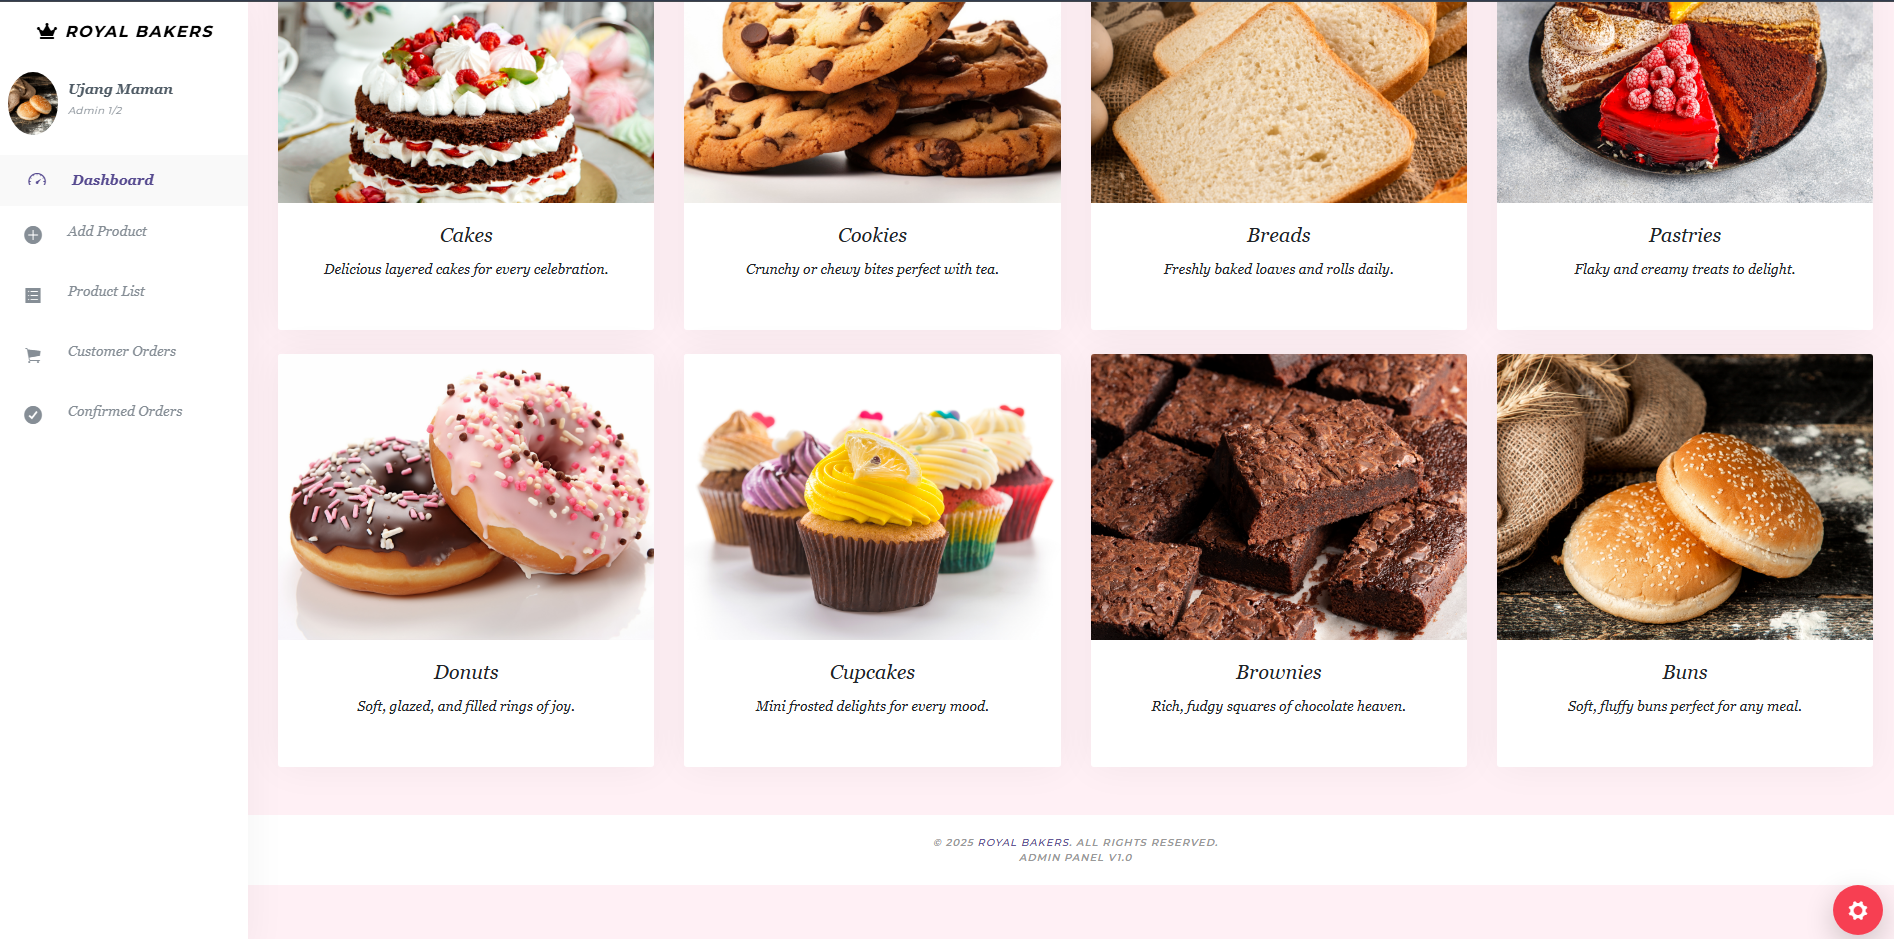 ROYAL BAKERS
Ujang Maman
Admin 1/2
Dashboard
Add Product
Product List
Customer Orders
Confirmed Orders
Cakes
Delicious layered cakes for every celebration.
Cookies
Crunchy or chewy bites perfect with tea.
Breads
Freshly baked loaves and rolls daily.
Pastries
Flaky and creamy treats to delight.
Donuts
Soft, glazed, and filled rings of joy.
Cupcakes
Mini frosted delights for every mood.
Brownies
Rich, fudgy squares of chocolate heaven.
Buns
Soft, fluffy buns perfect for any meal.
© 2025 ROYAL BAKERS. ALL RIGHTS RESERVED.
ADMIN PANEL V1.0